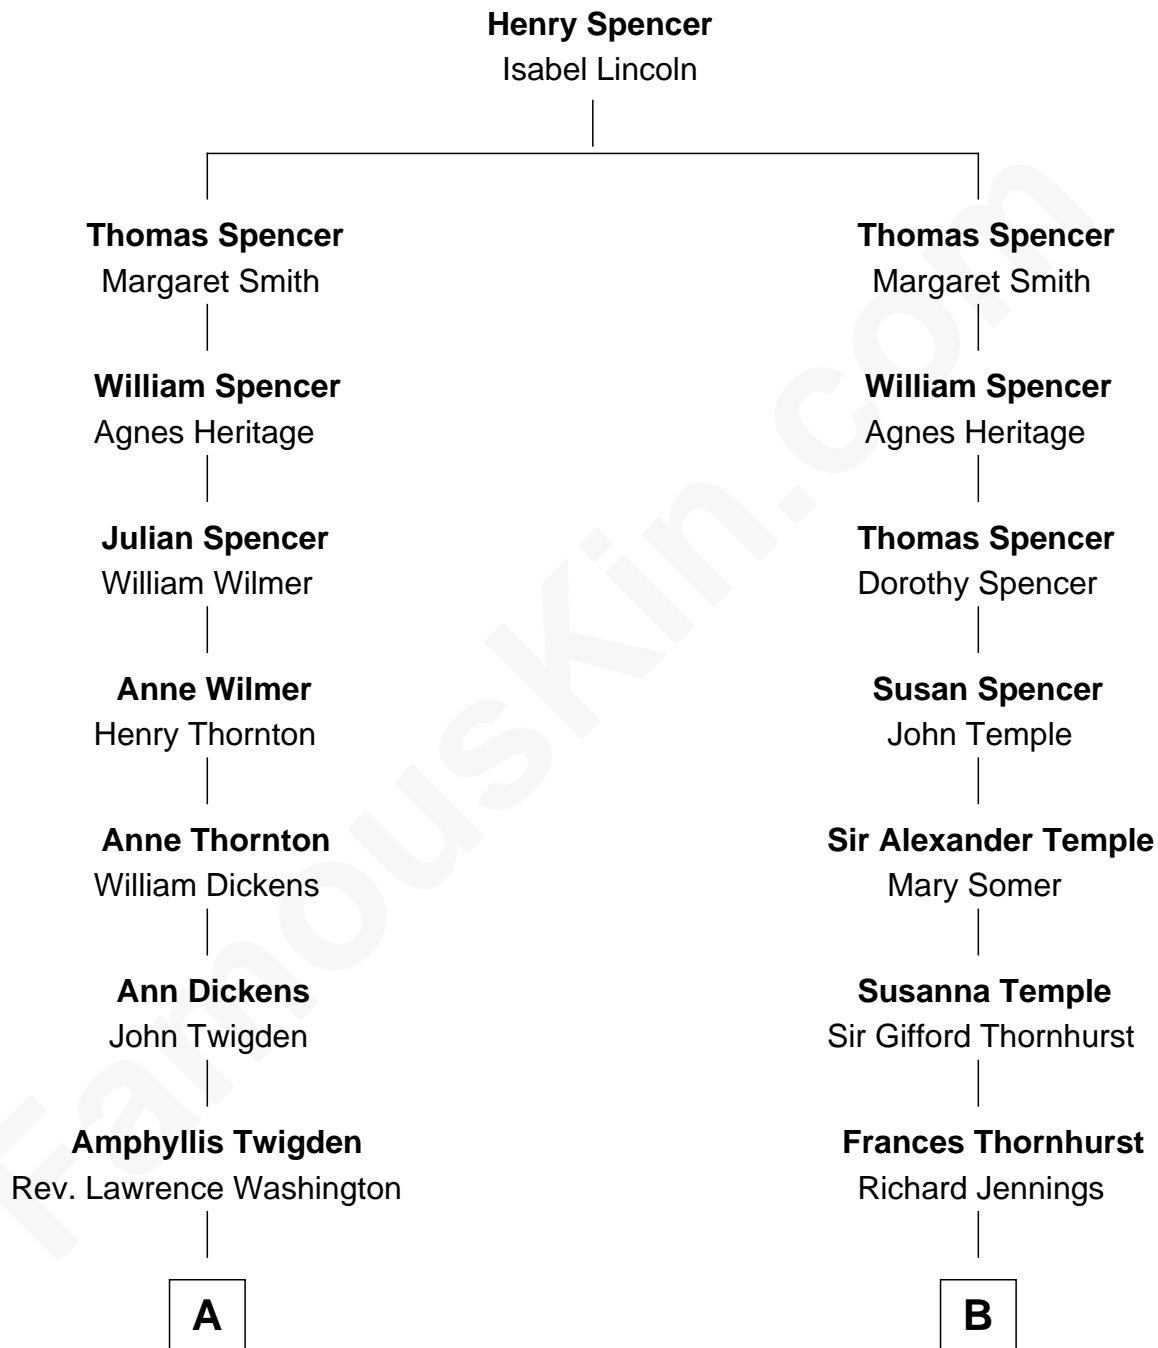 Henry Spencer
Isabel Lincoln
Thomas Spencer
Margaret Smith
Thomas Spencer
Margaret Smith
William Spencer
Agnes Heritage
William Spencer
Agnes Heritage
Julian Spencer
William Wilmer
Thomas Spencer
Dorothy Spencer
Anne Wilmer
Henry Thornton
Susan Spencer
John Temple
Anne Thornton
William Dickens
Sir Alexander Temple
Mary Somer
Ann Dickens
John Twigden
Susanna Temple
Sir Gifford Thornhurst
Amphyllis Twigden
Rev. Lawrence Washington
Frances Thornhurst
Richard Jennings
A
B
FamousKin.com